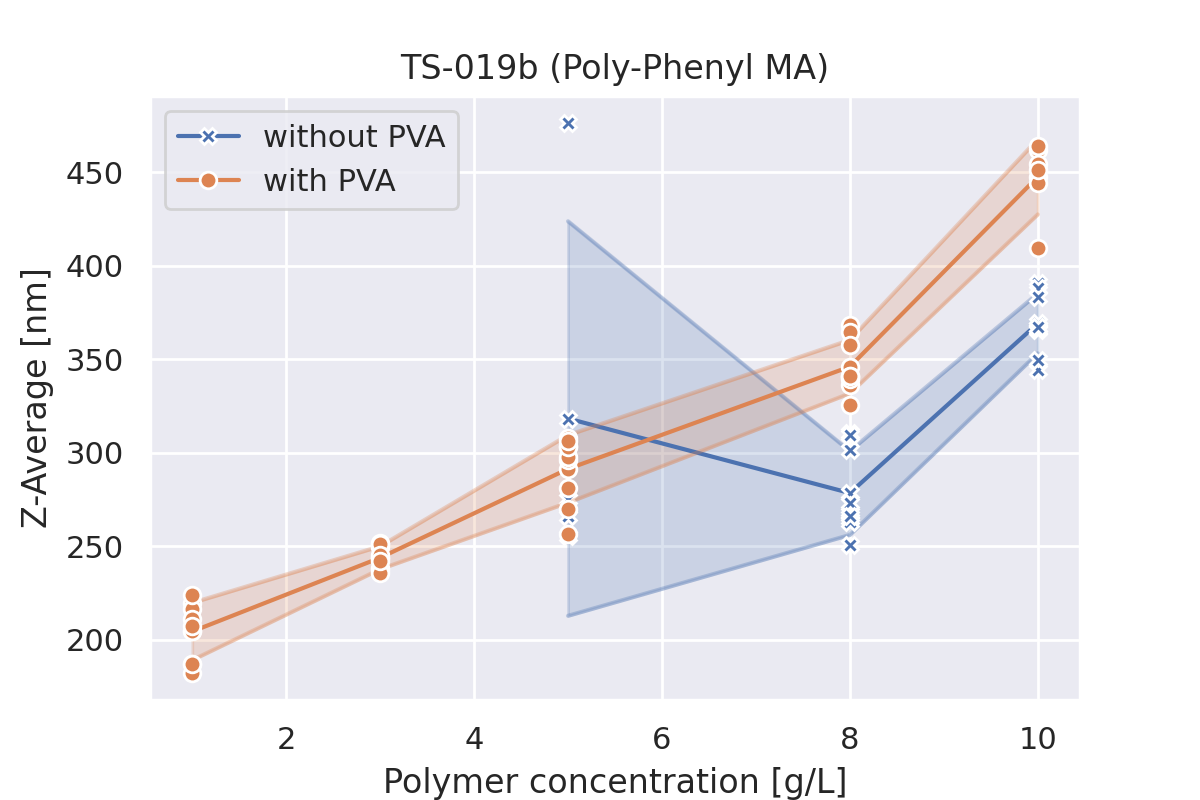 TS-019b (Poly-Phenyl MA)
without PVA
with PVA
450
400
350
300
250
200
Z-Average [nm]
2 4 6 8 10
Polymer concentration [g/L]